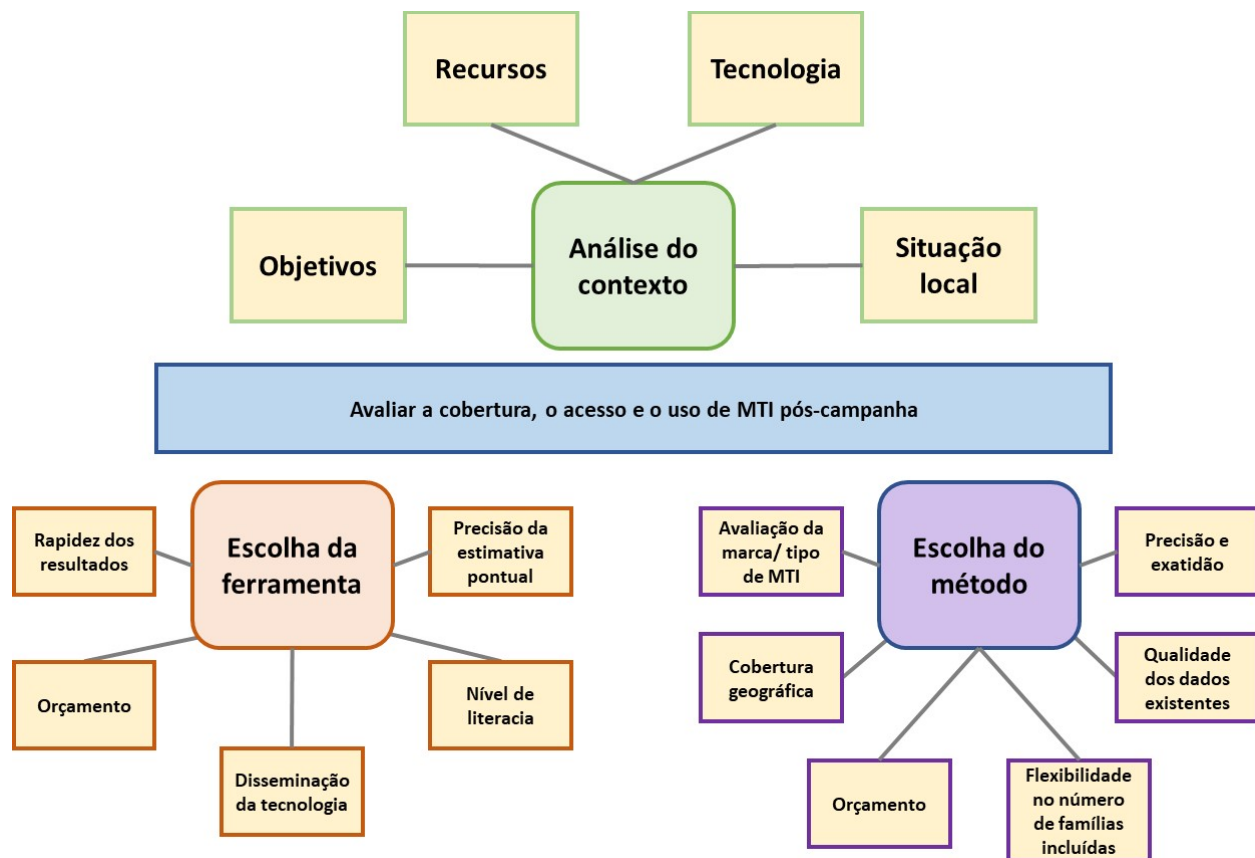 Recursos
Tecnologia
Objetivos
Análise do
contexto
Situação
local
Avaliar a cobertura, o acesso e o uso de MTI pós-campanha
Rapidez dos
resultados
Escolha da
ferramenta
Precisão da
estimativa
pontual
Orçamento
Disseminação
da tecnologia
Nível de
literacia
Avaliação da
marca/ tipo
de MTI
Escolha do
método
Precisão e
exatidão
Cobertura
geográfica
Qualidade
dos dados
existentes
Orçamento
Flexibilidade
no número
de famílias
incluídas